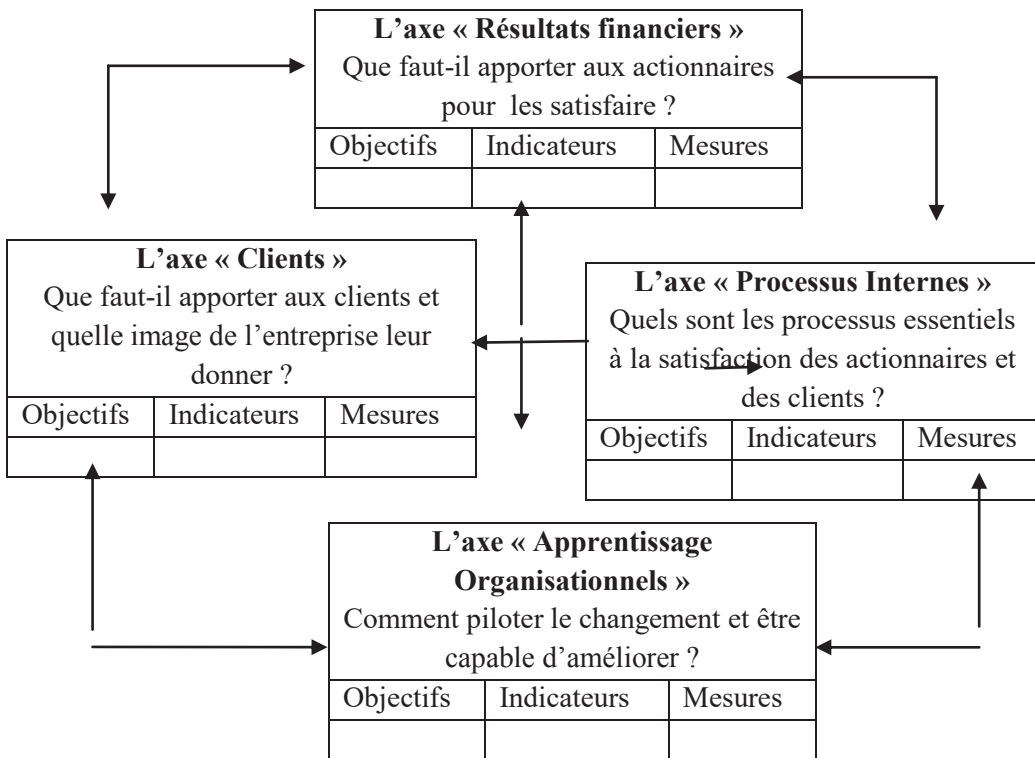 L’axe « Résultats financiers »
Que faut-il apporter aux actionnaires
pour les satisfaire ?
Objectifs Indicateurs Mesures
L’axe « Clients »
Que faut-il apporter aux clients et
quelle image de l’entreprise leur
donner ?
Objectifs Indicateurs Mesures
L’axe « Processus Internes »
Quels sont les processus essentiels
à la satisfaction des actionnaires et
des clients ?
Objectifs Indicateurs Mesures
L’axe « Apprentissage
Organisationnels »
Comment piloter le changement et être
capable d’améliorer ?
Objectifs Indicateurs Mesures